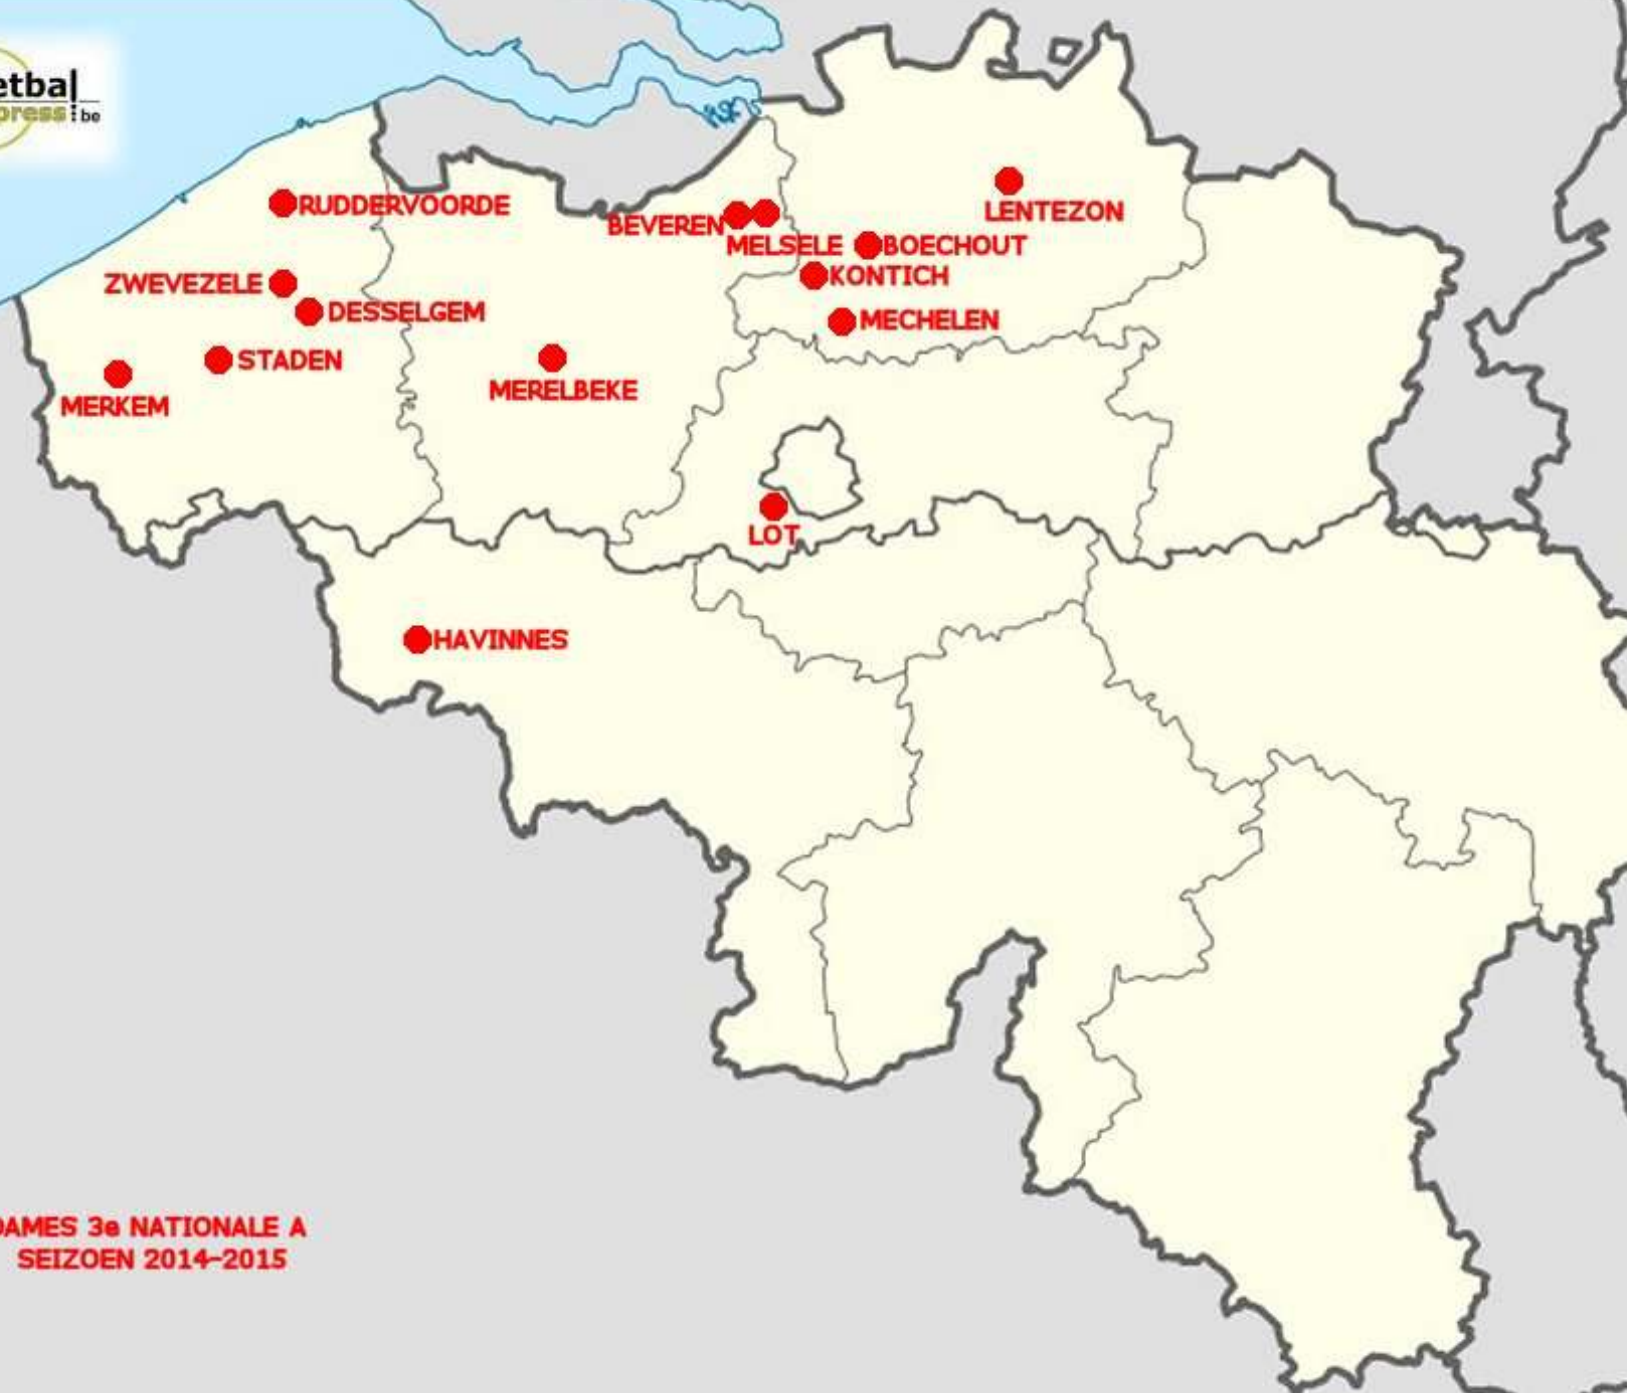 etbal
press:be
RUDDERVOORDE
LENTEZON
BEVEREN
MELSELE
BOECHOUT
ZWEVEZELE
KONTICH
DESSELGEM
MECHELEN
STADEN
MERELBEKE
MERKEM
LOT
HAVINNES
DAMES 3e NATIONALE A
SEIZOEN 2014-2015